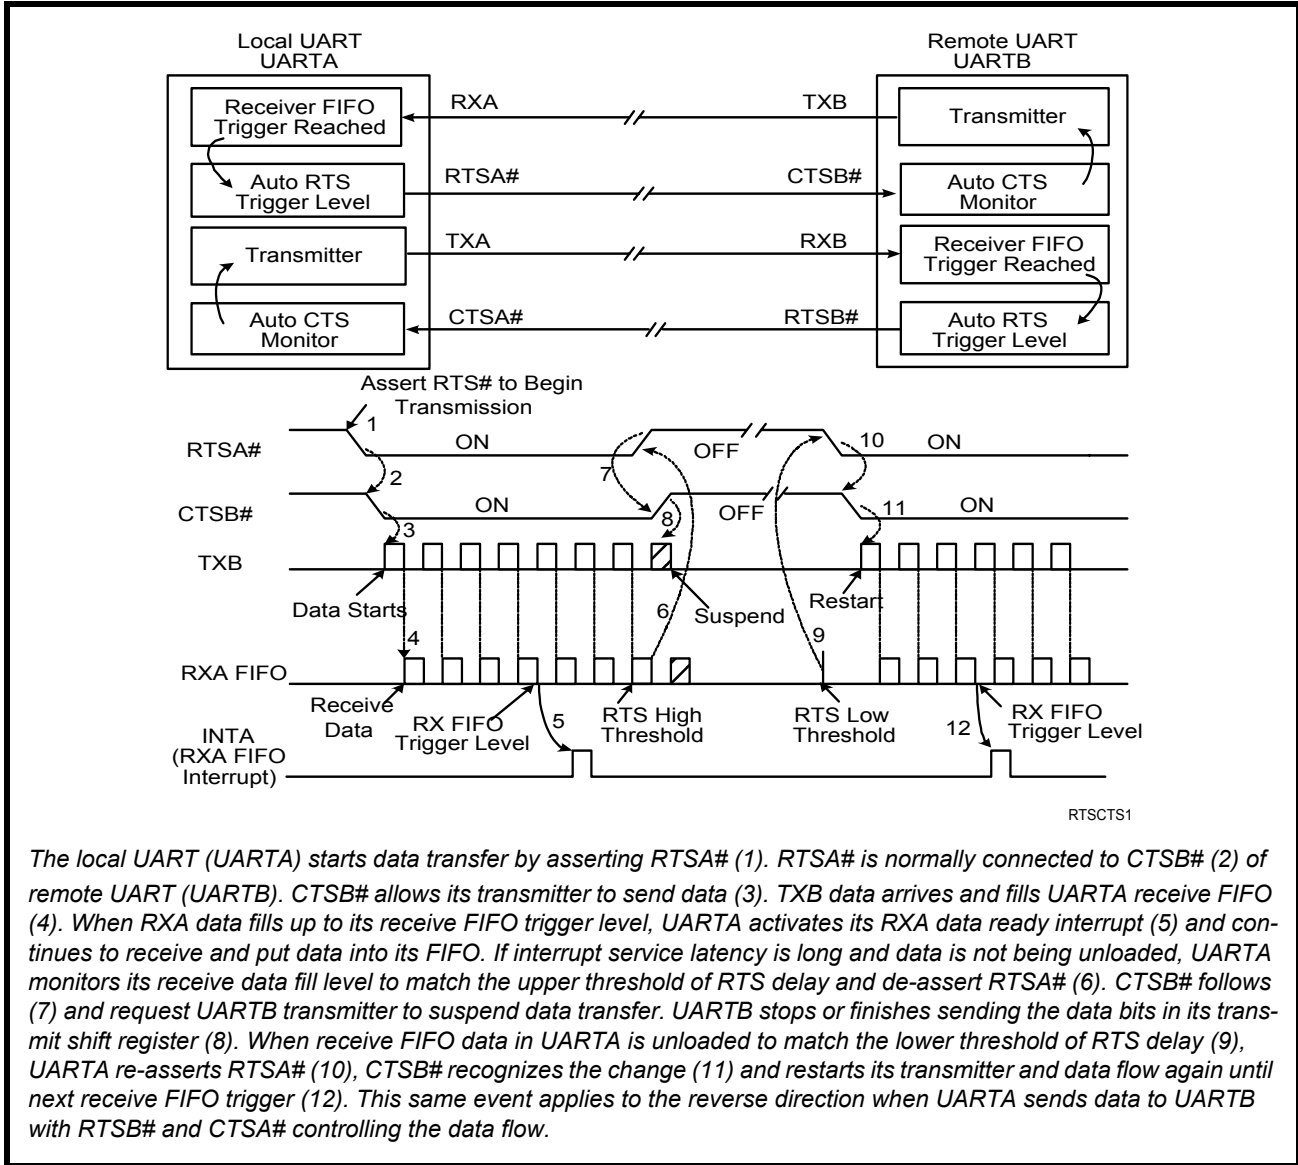 Local UART
UARTA
Remote UART
UARTB
Receiver FIFO
Trigger Reached
RXA
TXB
Transmitter
Auto RTS
Trigger Level
RTSA#
CTSB#
Auto CTS
Monitor
Transmitter
TXA
RXB
Receiver FIFO
Trigger Reached
Auto CTS
Monitor
CTSA#
RTSB#
Auto RTS
Trigger Level
Assert RTS# to Begin
Transmission
RTSA#
1
ON
OFF
10
ON
2
7
CTSB#
ON
OFF
11
ON
3
8
TXB
Data Starts
6
Suspend
Restart
4
9
RXA FIFO
Receive
Data
RX FIFO
Trigger Level
5
RTS High
Threshold
RTS Low
Threshold
12
RX FIFO
Trigger Level
INTA
(RXA FIFO
Interrupt)
RTSCTS1
The local UART (UARTA) starts data transfer by asserting RTSA# (1). RTSA# is normally connected to CTSB# (2) of
remote UART (UARTB). CTSB# allows its transmitter to send data (3). TXB data arrives and fills UARTA receive FIFO
(4). When RXA data fills up to its receive FIFO trigger level, UARTA activates its RXA data ready interrupt (5) and con-
tinues to receive and put data into its FIFO. If interrupt service latency is long and data is not being unloaded, UARTA
monitors its receive data fill level to match the upper threshold of RTS delay and de-assert RTSA# (6). CTSB# follows
(7) and request UARTB transmitter to suspend data transfer. UARTB stops or finishes sending the data bits in its trans-
mit shift register (8). When receive FIFO data in UARTA is unloaded to match the lower threshold of RTS delay (9),
UARTA re-asserts RTSA# (10), CTSB# recognizes the change (11) and restarts its transmitter and data flow again until
next receive FIFO trigger (12). This same event applies to the reverse direction when UARTA sends data to UARTB
with RTSB# and CTSA# controlling the data flow.